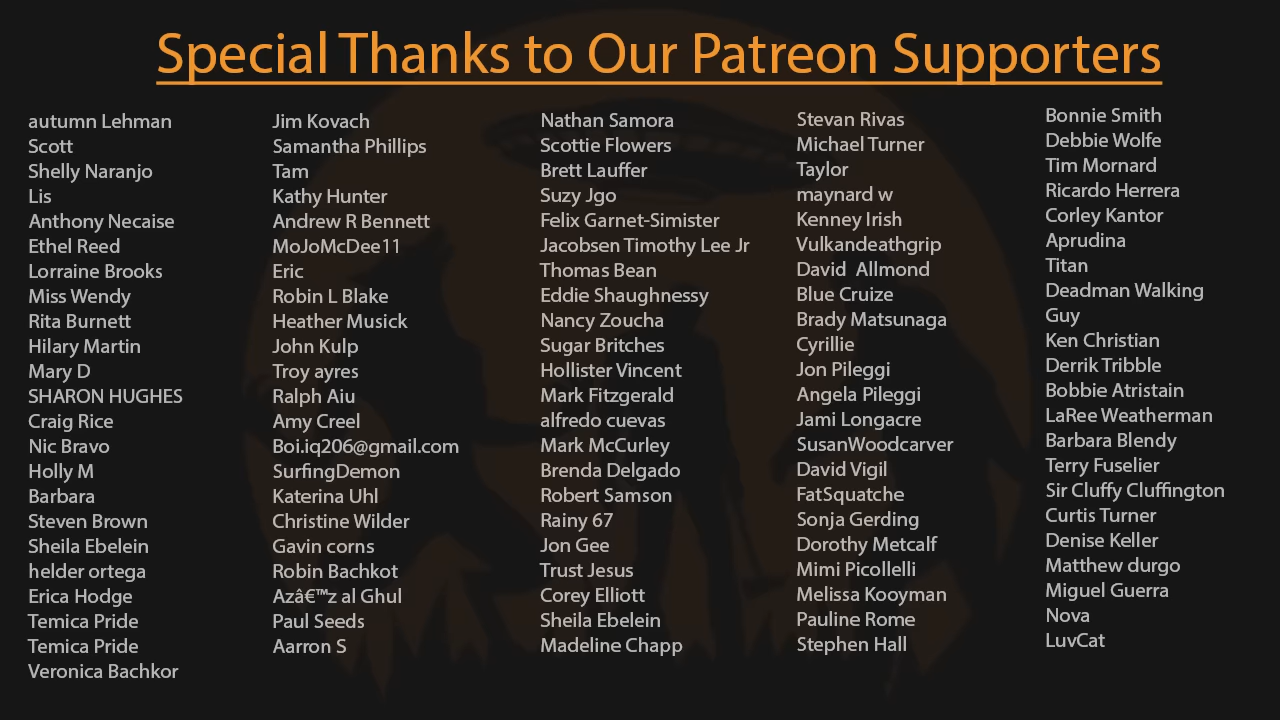 Special Thanks to Our Patreon Supporters
autumn Lehman
Scott
Shelly Naranjo
Lis
Anthony Necaise
Ethel Reed
Lorraine Brooks
Miss Wendy
Rita Burnett
Hilary Martin
Mary D
SHARON HUGHES
Craig Rice
Nic Bravo
Holly M
Barbara
Steven Brown
Sheila Ebelein
helder ortega
Erica Hodge
Temica Pride
Temica Pride
Veronica Bachkor
Jim Kovach
Samantha Phillips
Tam
Kathy Hunter
Andrew R Bennett
MoJoMcDee11
Eric
Robin L Blake
Heather Musick
John Kulp
Troy ayres
Ralph Aiu
Amy Creel
Boi.iq206@gmail.com
SurfingDemon
Katerina Uhl
Christine Wilder
Gavin corns
Robin Bachkot
Azâ€™z al Ghul
Paul Seeds
Aarron S
Nathan Samora
Scottie Flowers
Brett Lauffer
Suzy Jgo
Felix Garnet-Simister
Jacobsen Timothy Lee Jr
Thomas Bean
Eddie Shaughnessy
Nancy Zoucha
Sugar Britches
Hollister Vincent
Mark Fitzgerald
alfredo cuevas
Mark McCurley
Brenda Delgado
Robert Samson
Rainy 67
Jon Gee
Trust Jesus
Corey Elliott
Sheila Ebelein
Madeline Chapp
Stevan Rivas
Michael Turner
Taylor
maynard w
Kenney Irish
Vulkandeathgrip
David  Allmond
Blue Cruize
Brady Matsunaga
Cyrillie
Jon Pileggi
Angela Pileggi
Jami Longacre
SusanWoodcarver
David Vigil
FatSquatche
Sonja Gerding
Dorothy Metcalf
Mimi Picollelli
Melissa Kooyman
Pauline Rome
Stephen Hall
Bonnie Smith
Debbie Wolfe
Tim Mornard
Ricardo Herrera
Corley Kantor
Aprudina
Titan
Deadman Walking
Guy
Ken Christian
Derrik Tribble
Bobbie Atristain
LaRee Weatherman
Barbara Blendy
Terry Fuselier
Sir Cluffy Cluffington
Curtis Turner
Denise Keller
Matthew durgo
Miguel Guerra
Nova
LuvCat